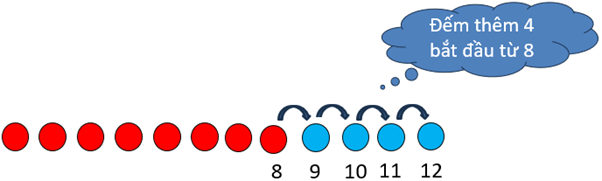 Đếm thêm 4
bắt đầu từ 8
8 9 10 11 12